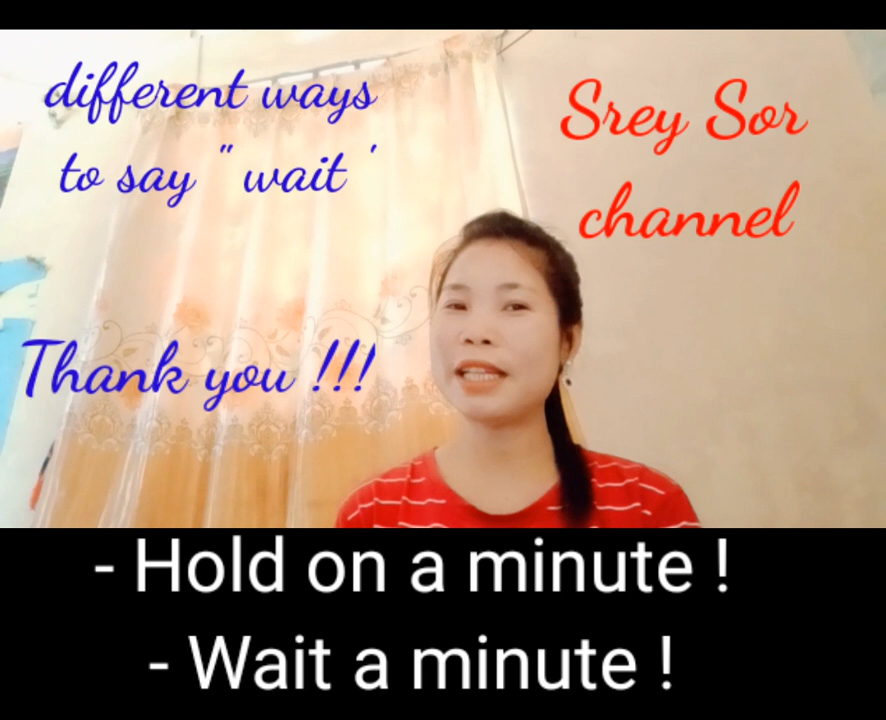 different ways
to say " wait '
Srey Sor
channel
Thank you !!!
- Hold on a minute !
- Wait a minute !